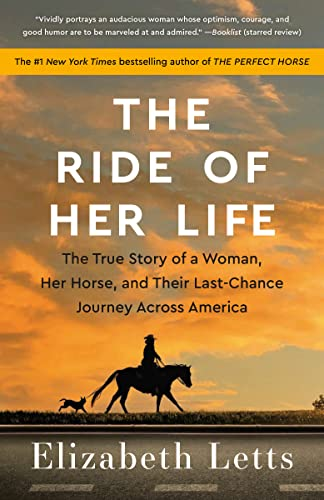 "Vividly portrays an audacious woman whose optimism, courage, and
good humor are to be marveled at and admired." —Booklist (starred review)
The #1 New York Times bestselling author of THE PERFECT HORSE
THE
RIDE OF
HER LIFE
The True Story of a Woman,
Her Horse, and Their Last-Chance
Journey Across America
Elizabeth Letts